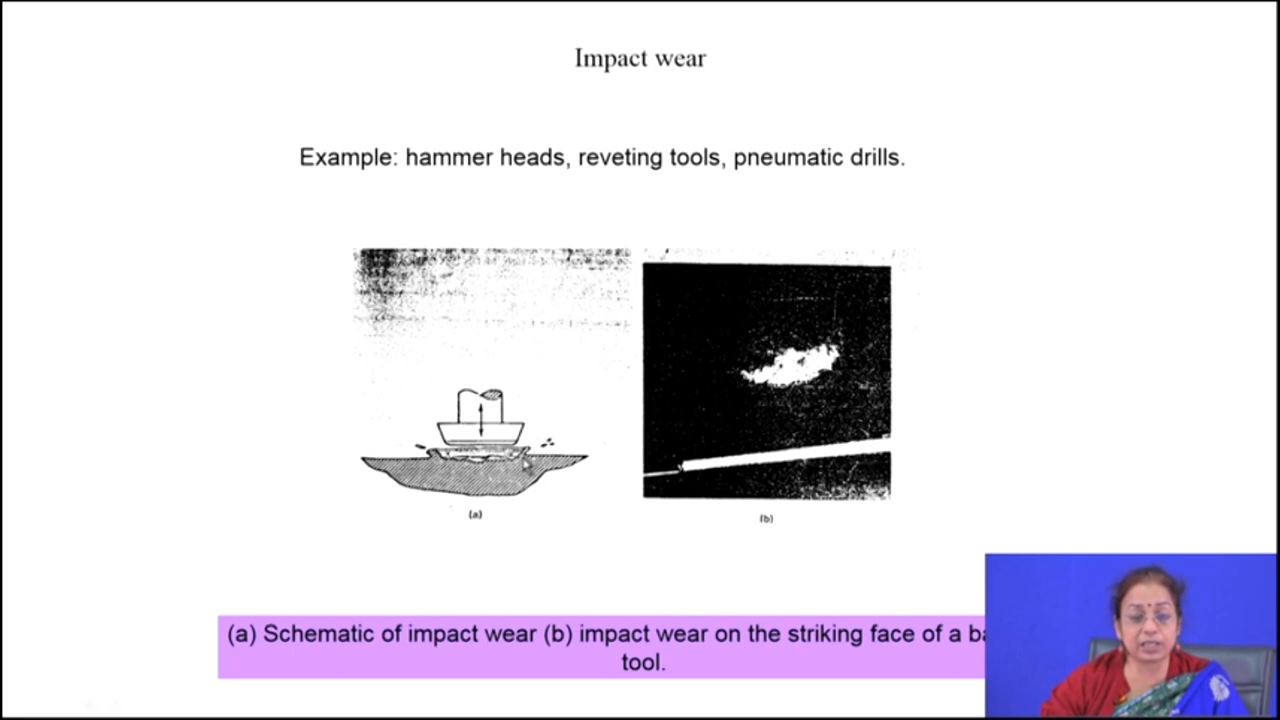 Impact wear
Example: hammer heads, reveting tools, pneumatic drills.
(a)
(b)
(a) Schematic of impact wear (b) impact wear on the striking face of a
tool.